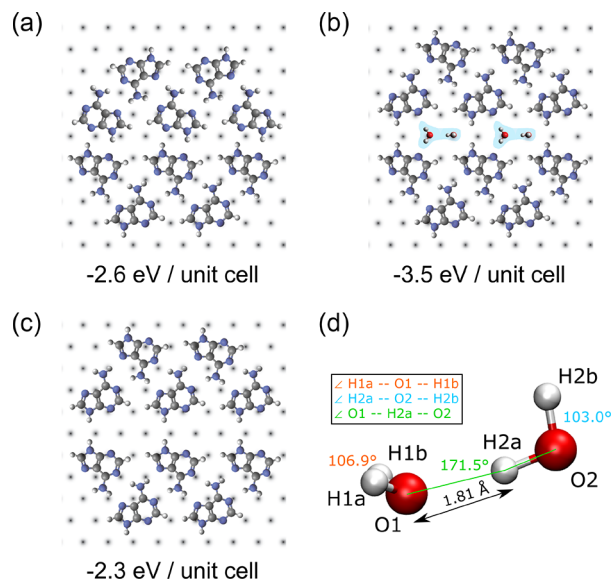 (a)
(b)
-2.6 eV / unit cell
-3.5 eV / unit cell
(c)
(d)
∠ H1a -- O1 -- H1b
∠ H2a -- O2 -- H2b
∠ O1 -- H2a -- O2
H2b
103.0°
H2a
106.9°
H1b
171.5°
H1a
O2
1.81 Å
O1
-2.3 eV / unit cell